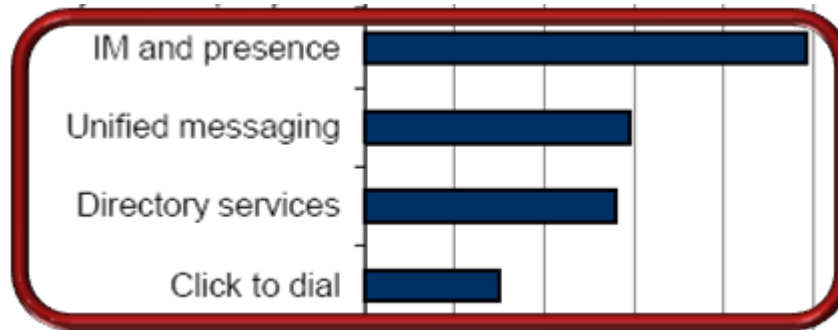 IM and presence
Unified messaging
Directory services
Click to dial